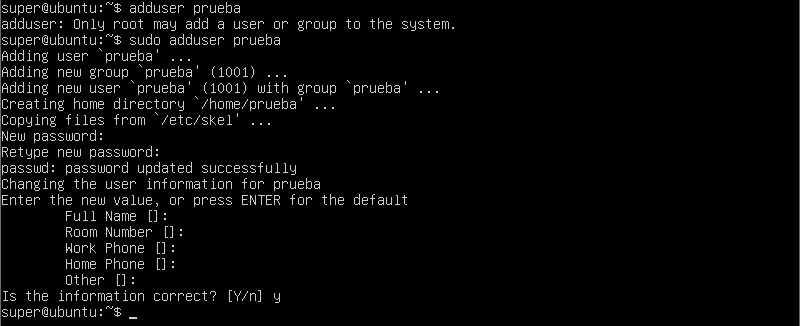 super@ubuntu:~$ adduser prueba
adduser: Only root may add a user or group to the system.
super@ubuntu:~$ sudo adduser prueba
Adding user `prueba' ...
Adding new group `prueba' (1001) ...
Adding new user `prueba' (1001) with group `prueba' ...
Creating home directory `/home/prueba' ...
Copying files from `/etc/skel' ...
New password:
Retype new password:
passwd: password updated successfully
Changing the user information for prueba
Enter the new value, or press ENTER for the default
        Full Name []:
        Room Number []:
        Work Phone []:
        Home Phone []:
        Other []:
Is the information correct? [Y/n] y
super@ubuntu:~$ _